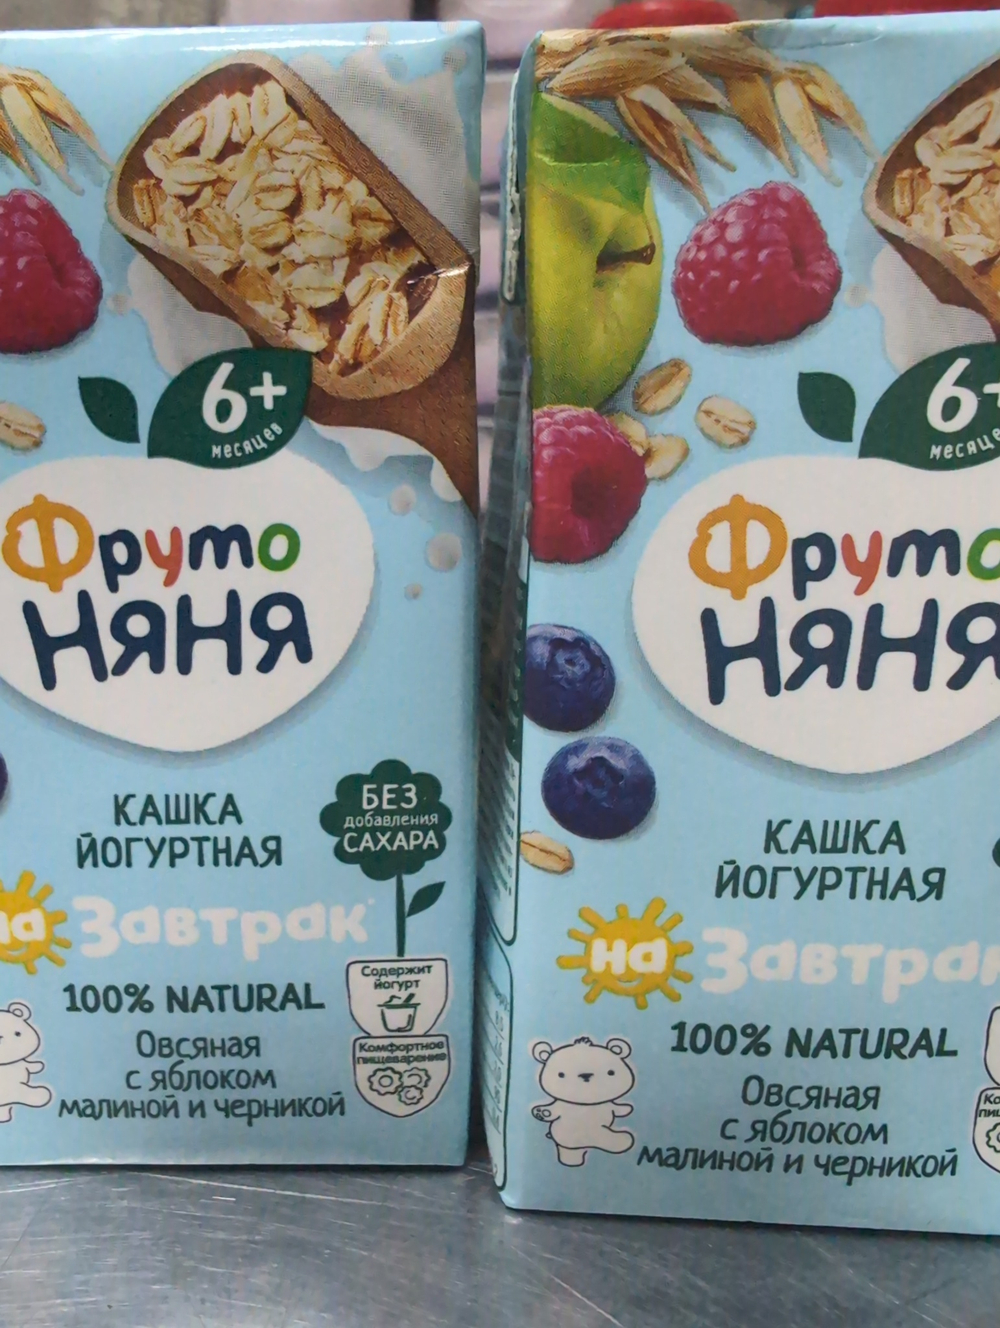 6+
месяцев
Фруто
Няня
КАШКА
ЙОГУРТНАЯ
БЕЗ
добавления
САХАРА
на Завтрак
100% NATURAL
Овсяная
с яблоком
малиной и черникой
Содержит
йогурт
Комфортное
пищеварение
6+
Фруто
Няня
КАШКА
ЙОГУРТНАЯ
на Завтрак
100% NATURAL
Овсяная
с яблоком
малиной и черникой